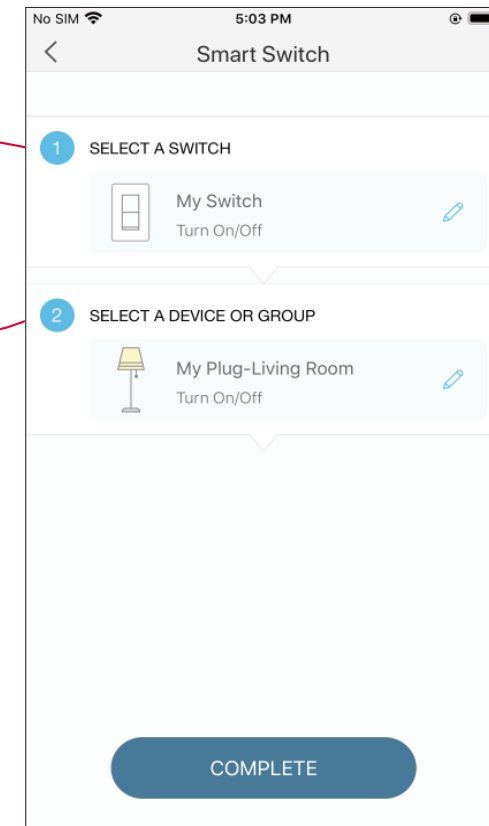 No SIM 5:03 PM
Smart Switch
1 SELECT A SWITCH
My Switch
Turn On/Off
2 SELECT A DEVICE OR GROUP
My Plug-Living Room
Turn On/Off
COMPLETE